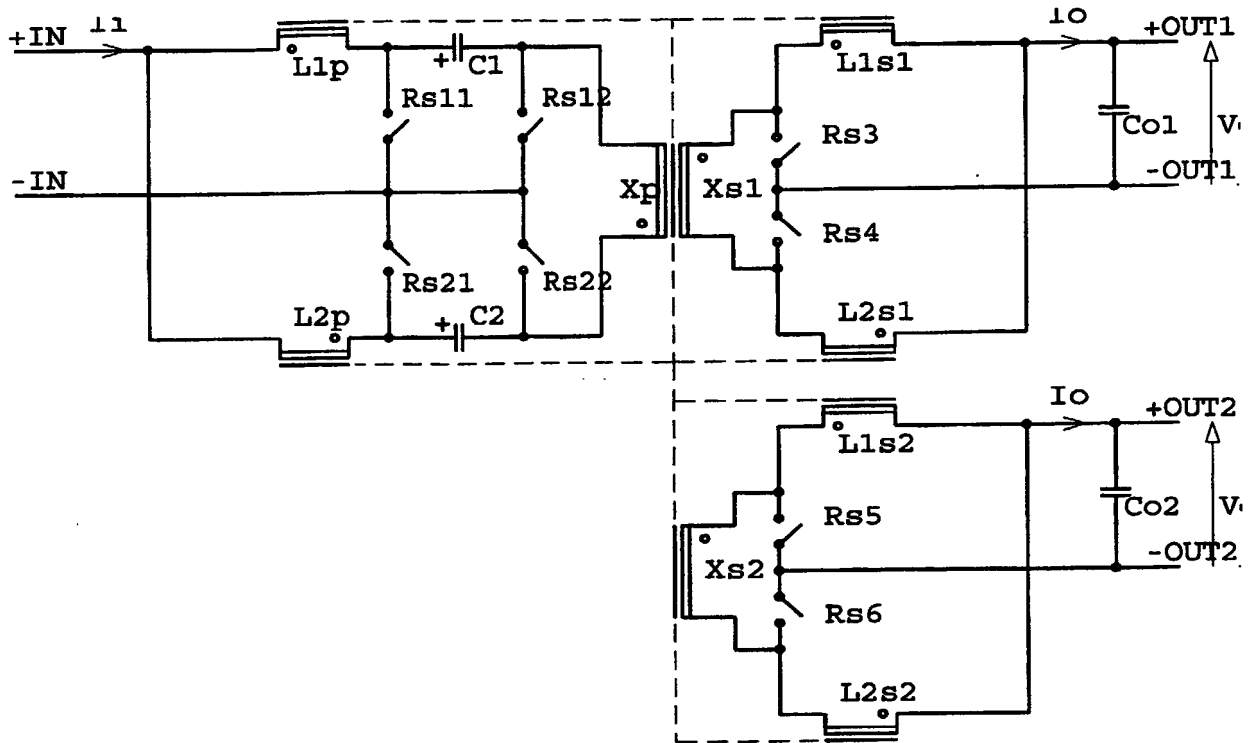 Io
+IN
L1p
+ C1
L1s1
+OUT1
Rs11
Rs12
Rs3
Co1
-IN
Xp
Xs1
-OUT1
Rs21
Rs22
Rs4
L2p
+ C2
L2s1
Io
+OUT2
L1s2
Rs5
Co2
Xs2
-OUT2
Rs6
L2s2